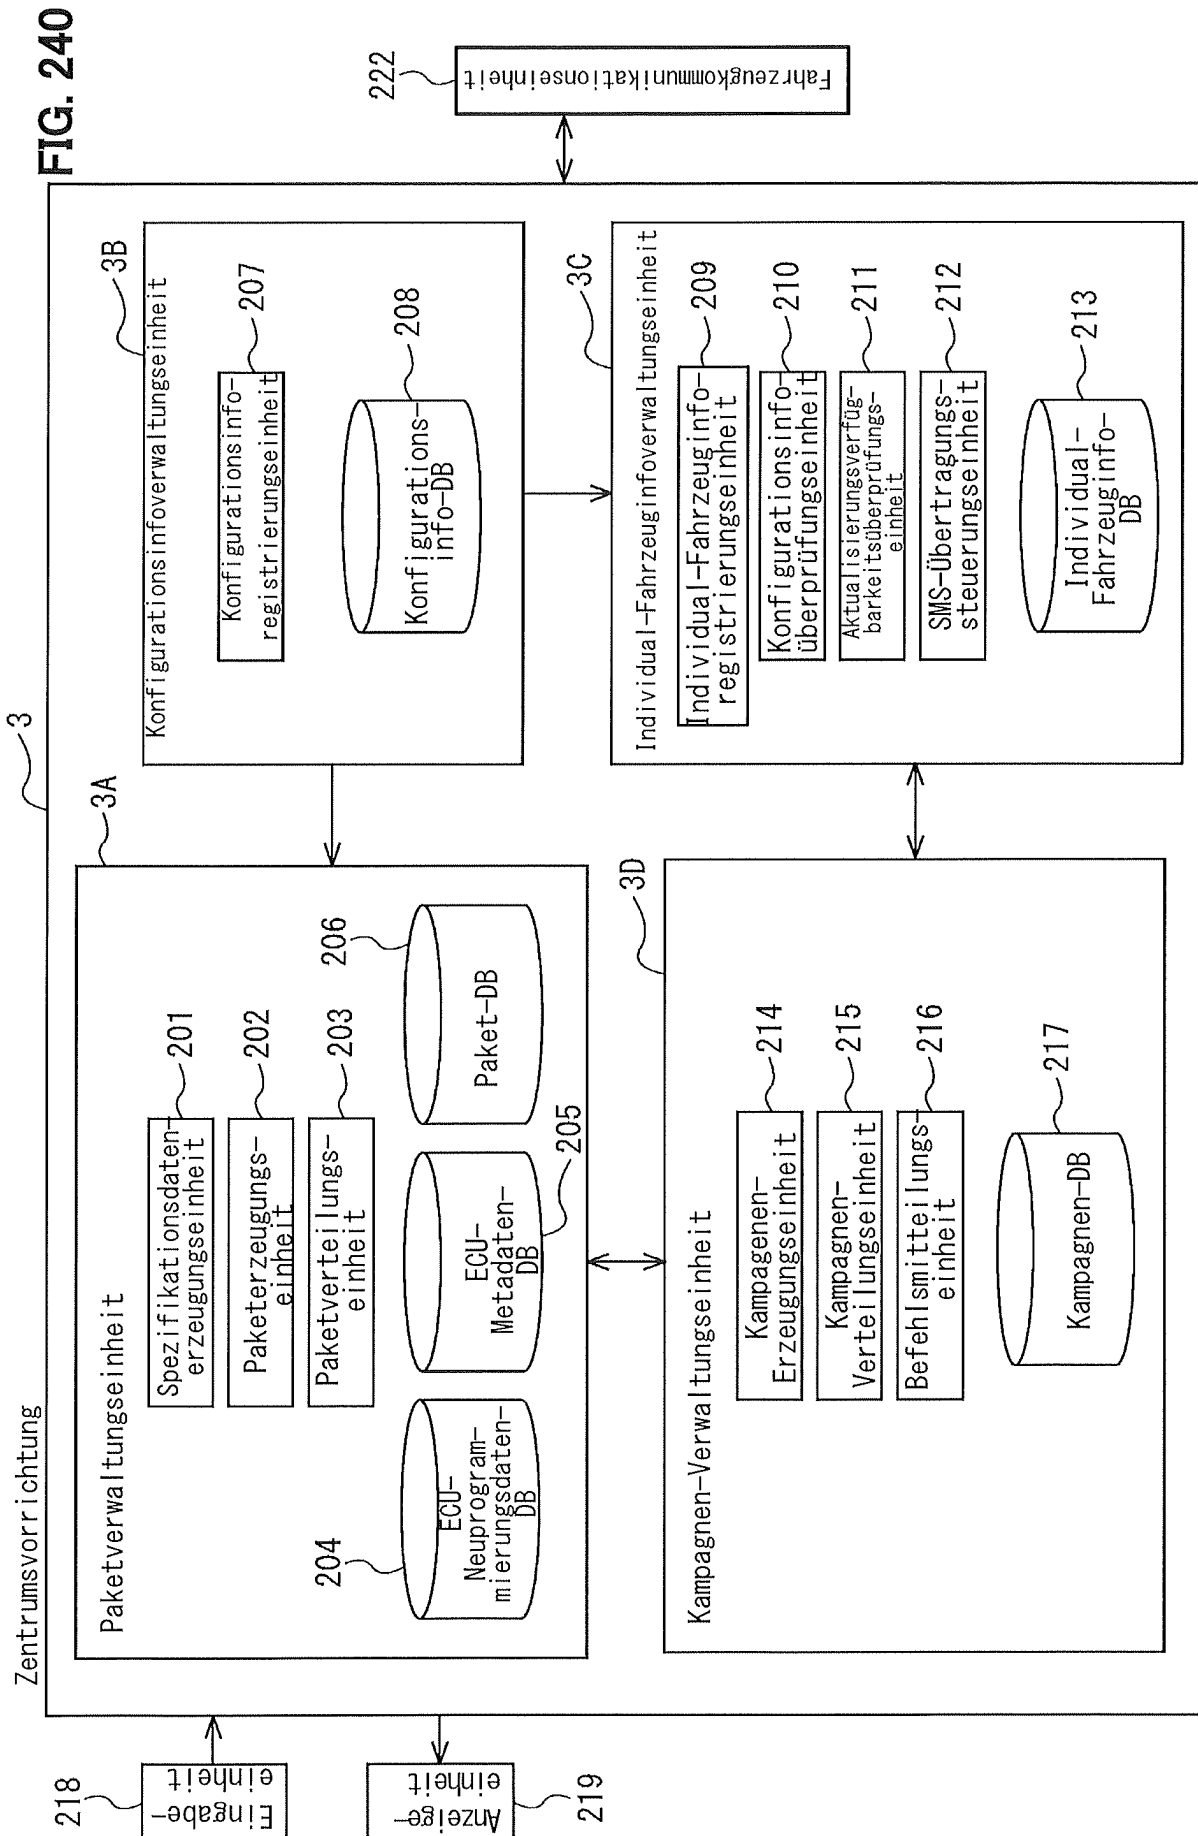 FIG. 240
Zentrumsvorrichtung
3
218
Eingabe-
einheit
219
Anzeige-
einheit
222
Fahrzeugkommunikationseinheit
3A
Paketverwaltungseinheit
Spezifikationsdaten-
erzeugungseinheit
201
Paketerzeugungs-
einheit
202
Paketverteilungs-
einheit
203
204
ECU-
Neuprogram-
mierungsdaten-
DB
ECU-
Metadaten-
DB
205
206
Paket-DB
3B
Konfigurationsinfoverwaltungseinheit
Konfigurationsinfo-
registrierungseinheit
207
Konfigurations-
info-DB
208
3D
Kampagnen-Verwaltungseinheit
Kampagenen-
Erzeugungseinheit
214
Kampagnen-
Verteilungseinheit
215
Befehlsmitteilungs-
einheit
216
Kampagnen-DB
217
3C
Individual-Fahrzeuginfoverwaltungseinheit
Individual-Fahrzeuginfo-
registrierungseinheit
209
Konfigurationsinfo-
überprüfungseinheit
210
Aktualisierungsverfüg-
barkeitsüberprüfungs-
einheit
211
SMS-Übertragungs-
steuerungseinheit
212
Individual-
Fahrzeuginfo-
DB
213